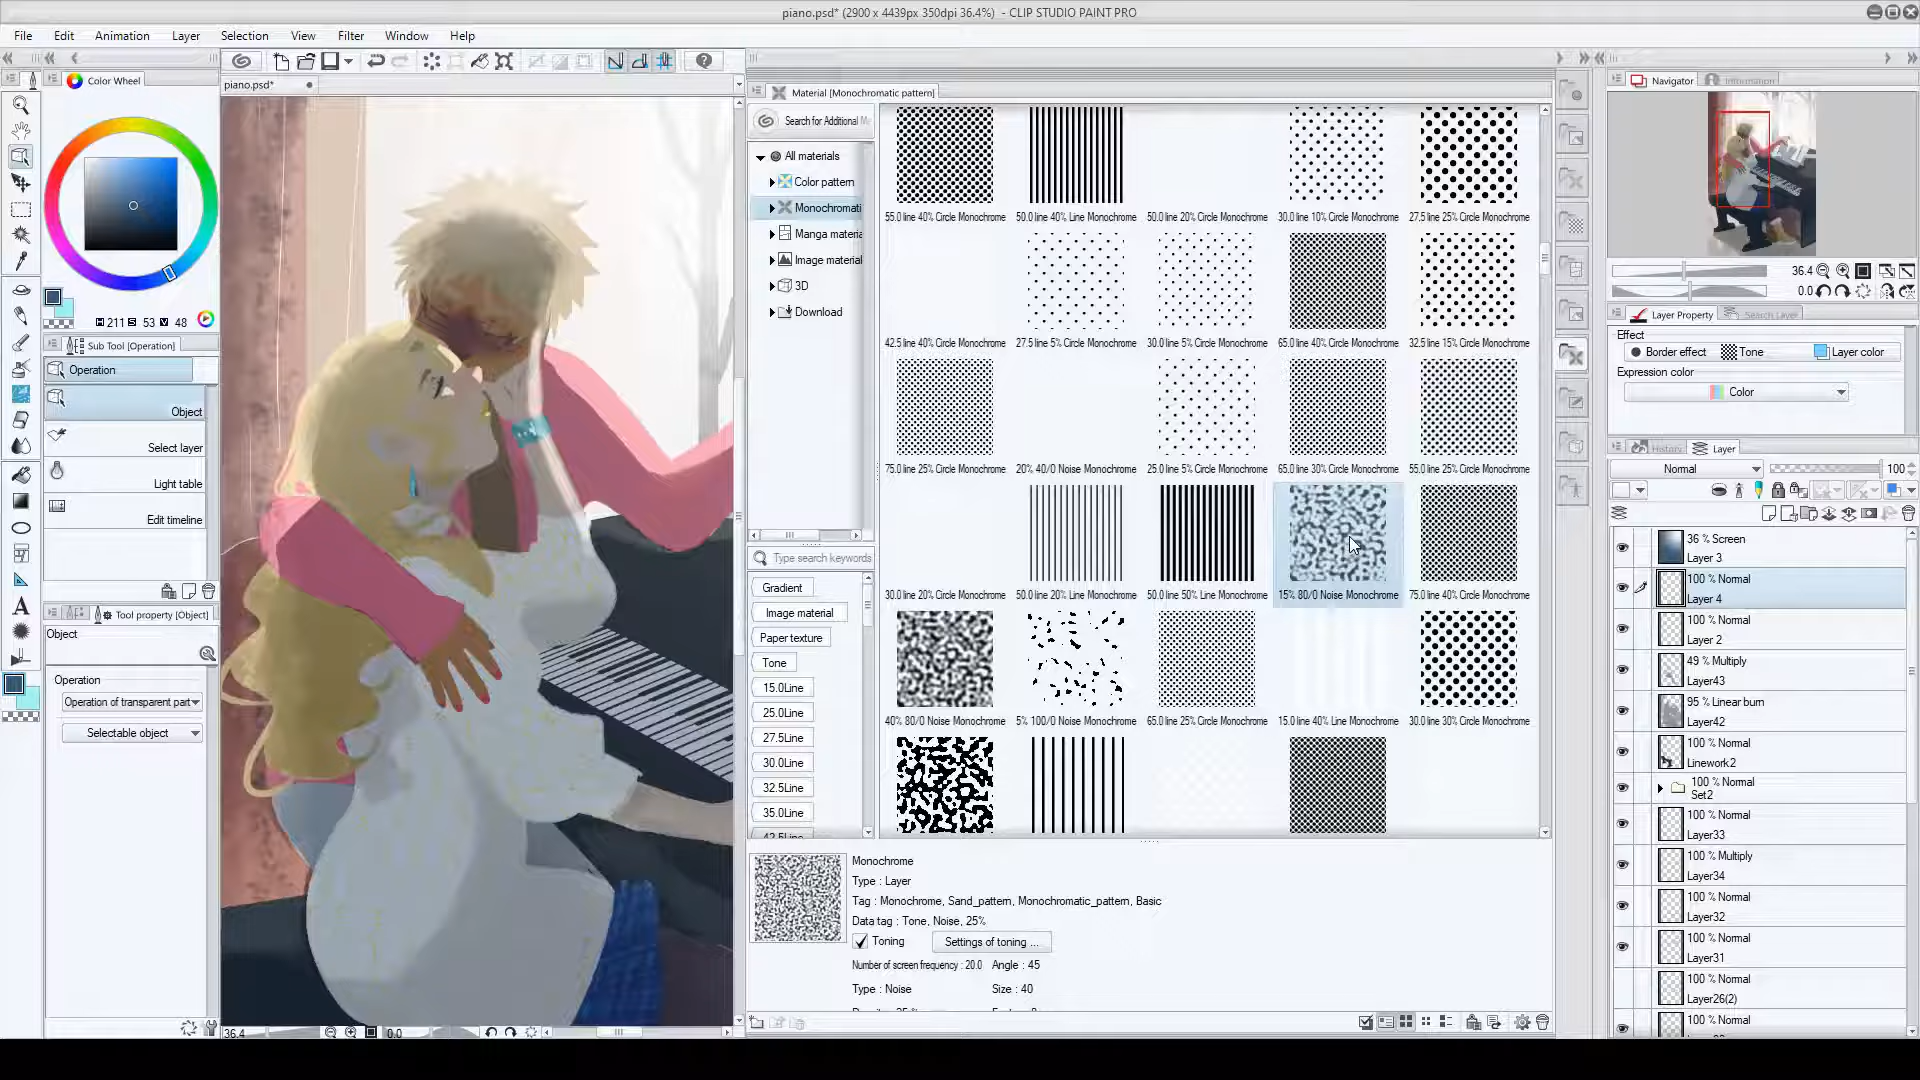 piano.psd* (2900 x 4439px 350dpi 36.4%) - CLIP STUDIO PAINT PRO
File Edit Animation Layer Selection View Filter Window Help
Color Wheel
H 211 S 53 V 48
Sub Tool [Operation]
Operation
Object
Select layer
Light table
Edit timeline
Tool property [Object]
Object
Operation
Operation of transparent part
Selectable object
piano.psd*
36.4 0.0
Material [Monochromatic pattern]
Search for Additional Me
All materials
Color pattern
Monochromati
Manga materia
Image material
3D
Download
Type search keywords
Gradient
Image material
Paper texture
Tone
15.0Line
25.0Line
27.5Line
30.0Line
32.5Line
35.0Line
42.5Line
55.0 line 40% Circle Monochrome 50.0 line 40% Line Monochrome 50.0 line 20% Circle Monochrome 30.0 line 10% Circle Monochrome 27.5 line 25% Circle Monochrome
42.5 line 40% Circle Monochrome 27.5 line 5% Circle Monochrome 30.0 line 5% Circle Monochrome 65.0 line 40% Circle Monochrome 32.5 line 15% Circle Monochrome
75.0 line 25% Circle Monochrome 20% 40/0 Noise Monochrome 25.0 line 5% Circle Monochrome 65.0 line 30% Circle Monochrome 55.0 line 25% Circle Monochrome
30.0 line 20% Circle Monochrome 50.0 line 20% Line Monochrome 50.0 line 50% Line Monochrome 15% 80/0 Noise Monochrome 75.0 line 40% Circle Monochrome
40% 80/0 Noise Monochrome 5% 100/0 Noise Monochrome 65.0 line 25% Circle Monochrome 15.0 line 40% Line Monochrome 30.0 line 30% Circle Monochrome
Monochrome
Type : Layer
Tag : Monochrome, Sand_pattern, Monochromatic_pattern, Basic
Data tag : Tone, Noise, 25%
Toning Settings of toning ...
Number of screen frequency : 20.0 Angle : 45
Type : Noise Size : 40
Navigator Information
36.4
0.0
Layer Property Search Layer
Effect
Border effect Tone Layer color
Expression color
Color
History Layer
Normal 100
36 % Screen
Layer 3
100 % Normal
Layer 4
100 % Normal
Layer 2
49 % Multiply
Layer43
95 % Linear burn
Layer42
100 % Normal
Linework2
100 % Normal
Set2
100 % Normal
Layer33
100 % Multiply
Layer34
100 % Normal
Layer32
100 % Normal
Layer31
100 % Normal
Layer26(2)
100 % Normal